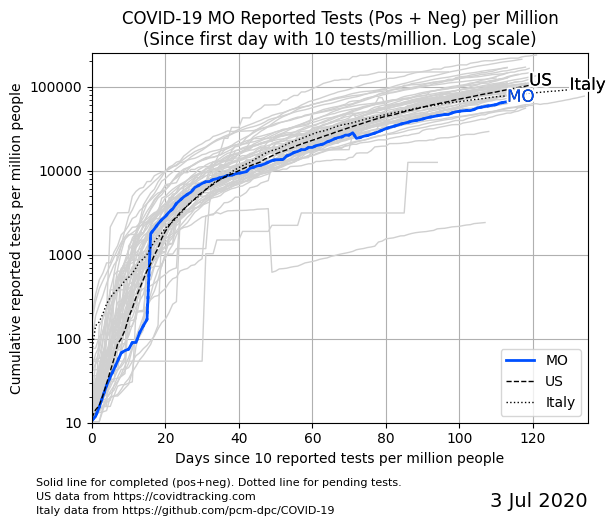 COVID-19 MO Reported Tests (Pos + Neg) per Million
(Since first day with 10 tests/million. Log scale)
Cumulative reported tests per million people
100000
10000
1000
100
10
US
Italy
MO
MO
US
Italy
0 20 40 60 80 100 120
Days since 10 reported tests per million people
Solid line for completed (pos+neg). Dotted line for pending tests.
US data from https://covidtracking.com
Italy data from https://github.com/pcm-dpc/COVID-19
3 Jul 2020